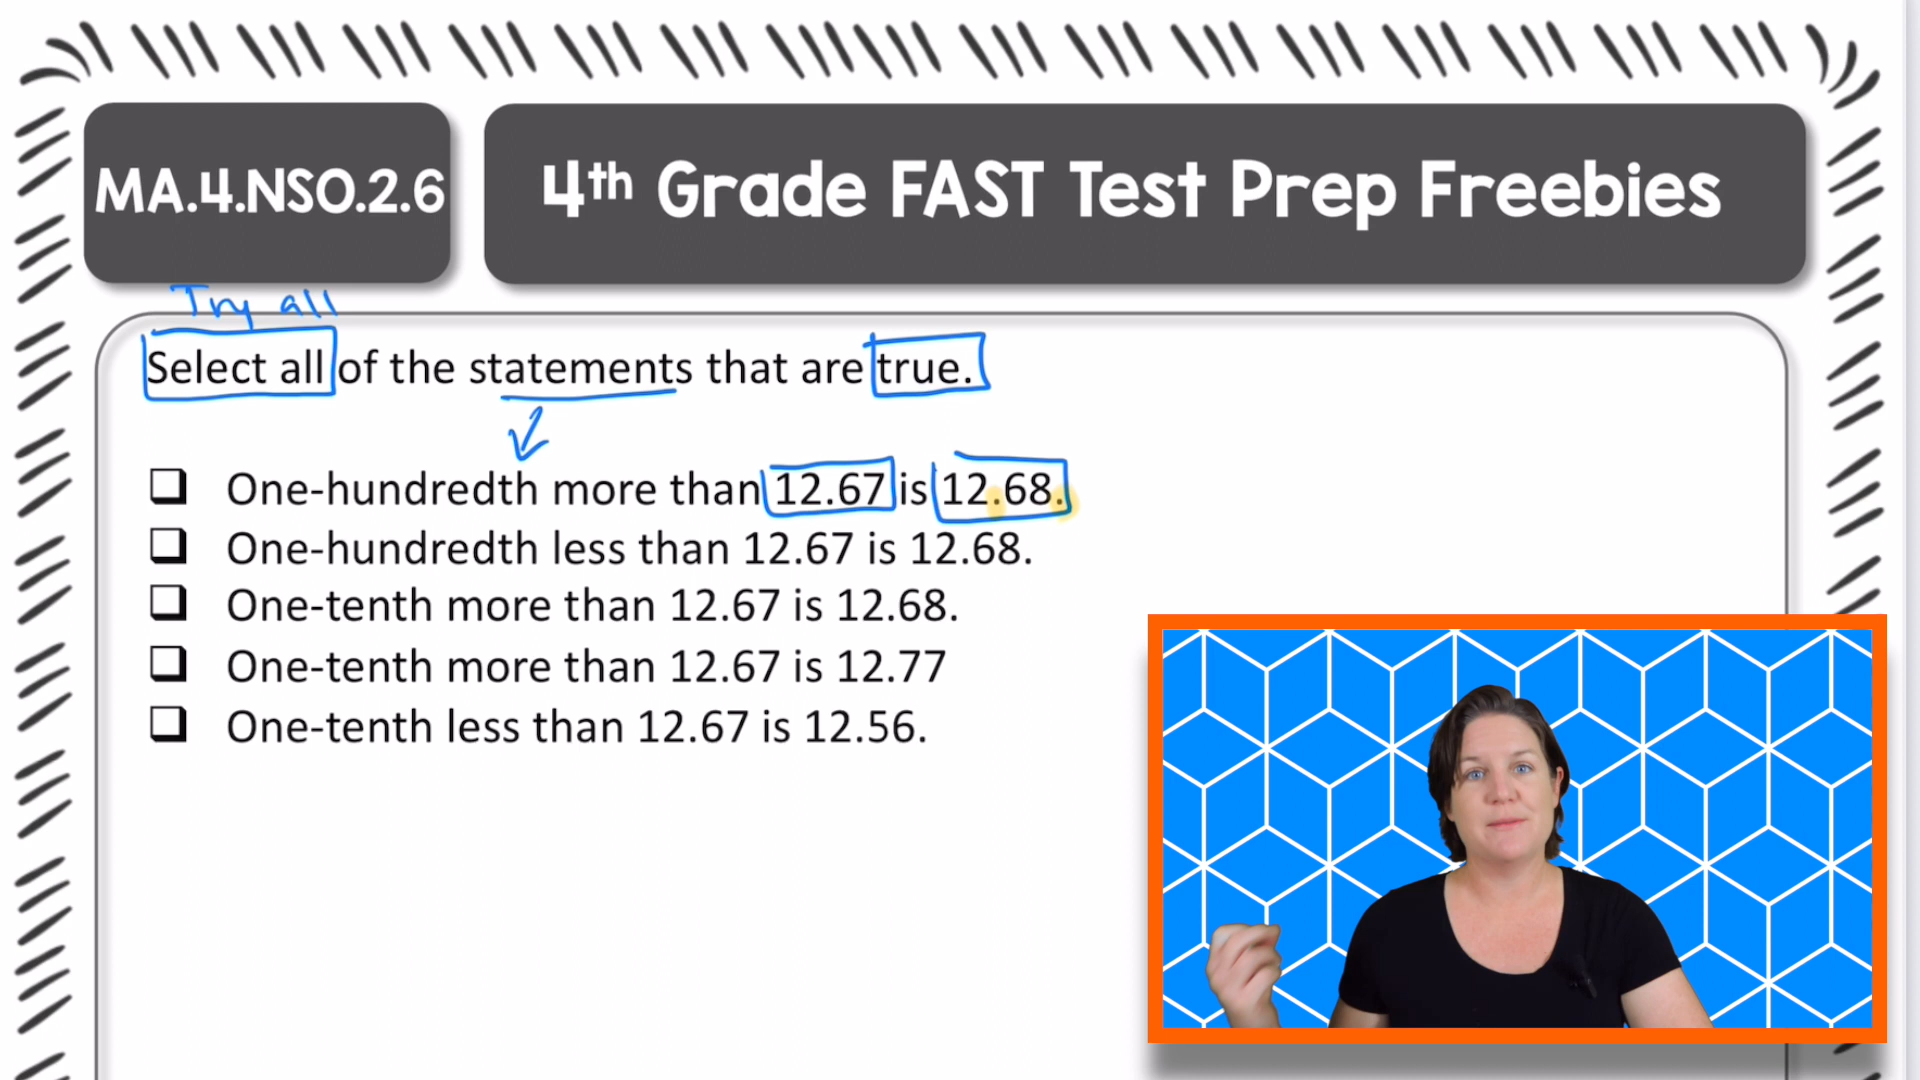 MA.4.NSO.2.6
4th Grade FAST Test Prep Freebies
Try all
Select all of the statements that are true.
One-hundredth more than 12.67 is 12.68.
One-hundredth less than 12.67 is 12.68.
One-tenth more than 12.67 is 12.68.
One-tenth more than 12.67 is 12.77
One-tenth less than 12.67 is 12.56.